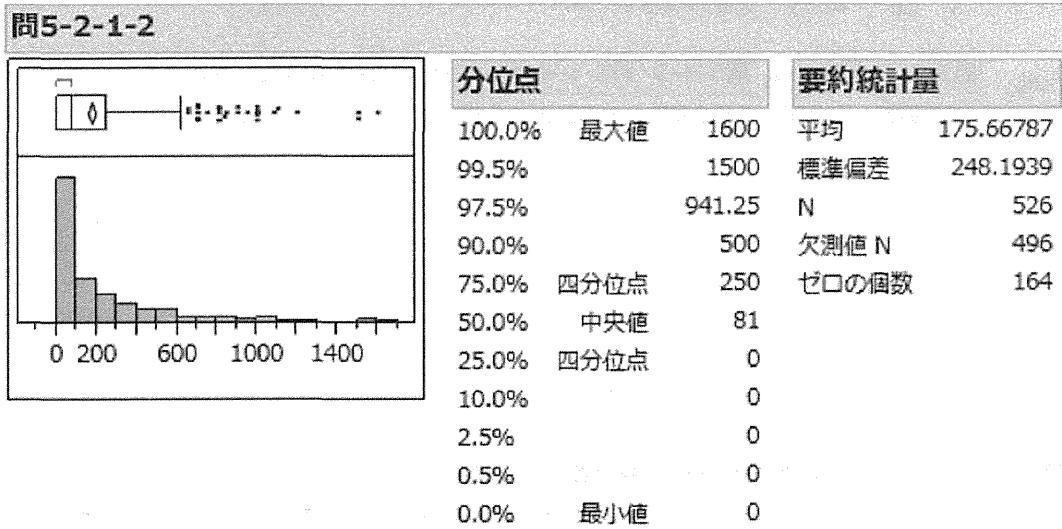 問5-2-1-2
0 200 600 1000 1400
分位点
100.0% 最大値 1600
99.5% 1500
97.5% 941.25
90.0% 500
75.0% 四分位点 250
50.0% 中央値 81
25.0% 四分位点 0
10.0% 0
2.5% 0
0.5% 0
0.0% 最小値 0
要約統計量
平均 175.66787
標準偏差 248.1939
N 526
欠測値 N 496
ゼロの個数 164